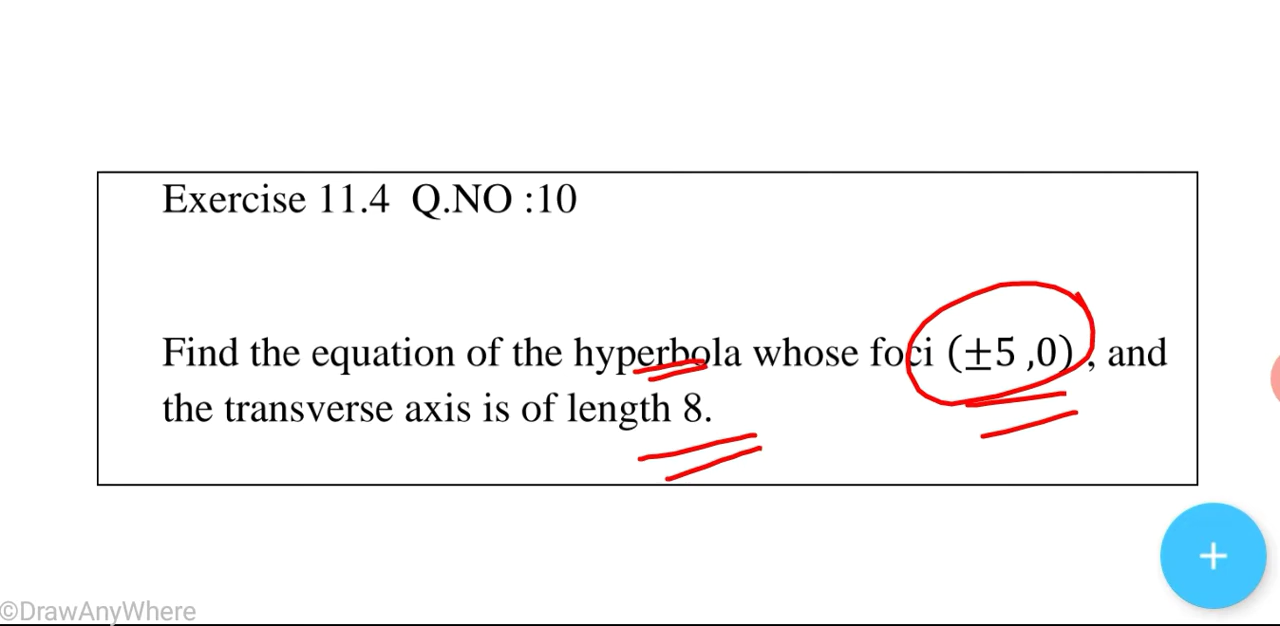 Exercise 11.4 Q.NO :10
Find the equation of the hyperbola whose foci (±5 ,0) , and
the transverse axis is of length 8.
+
©DrawAnyWhere